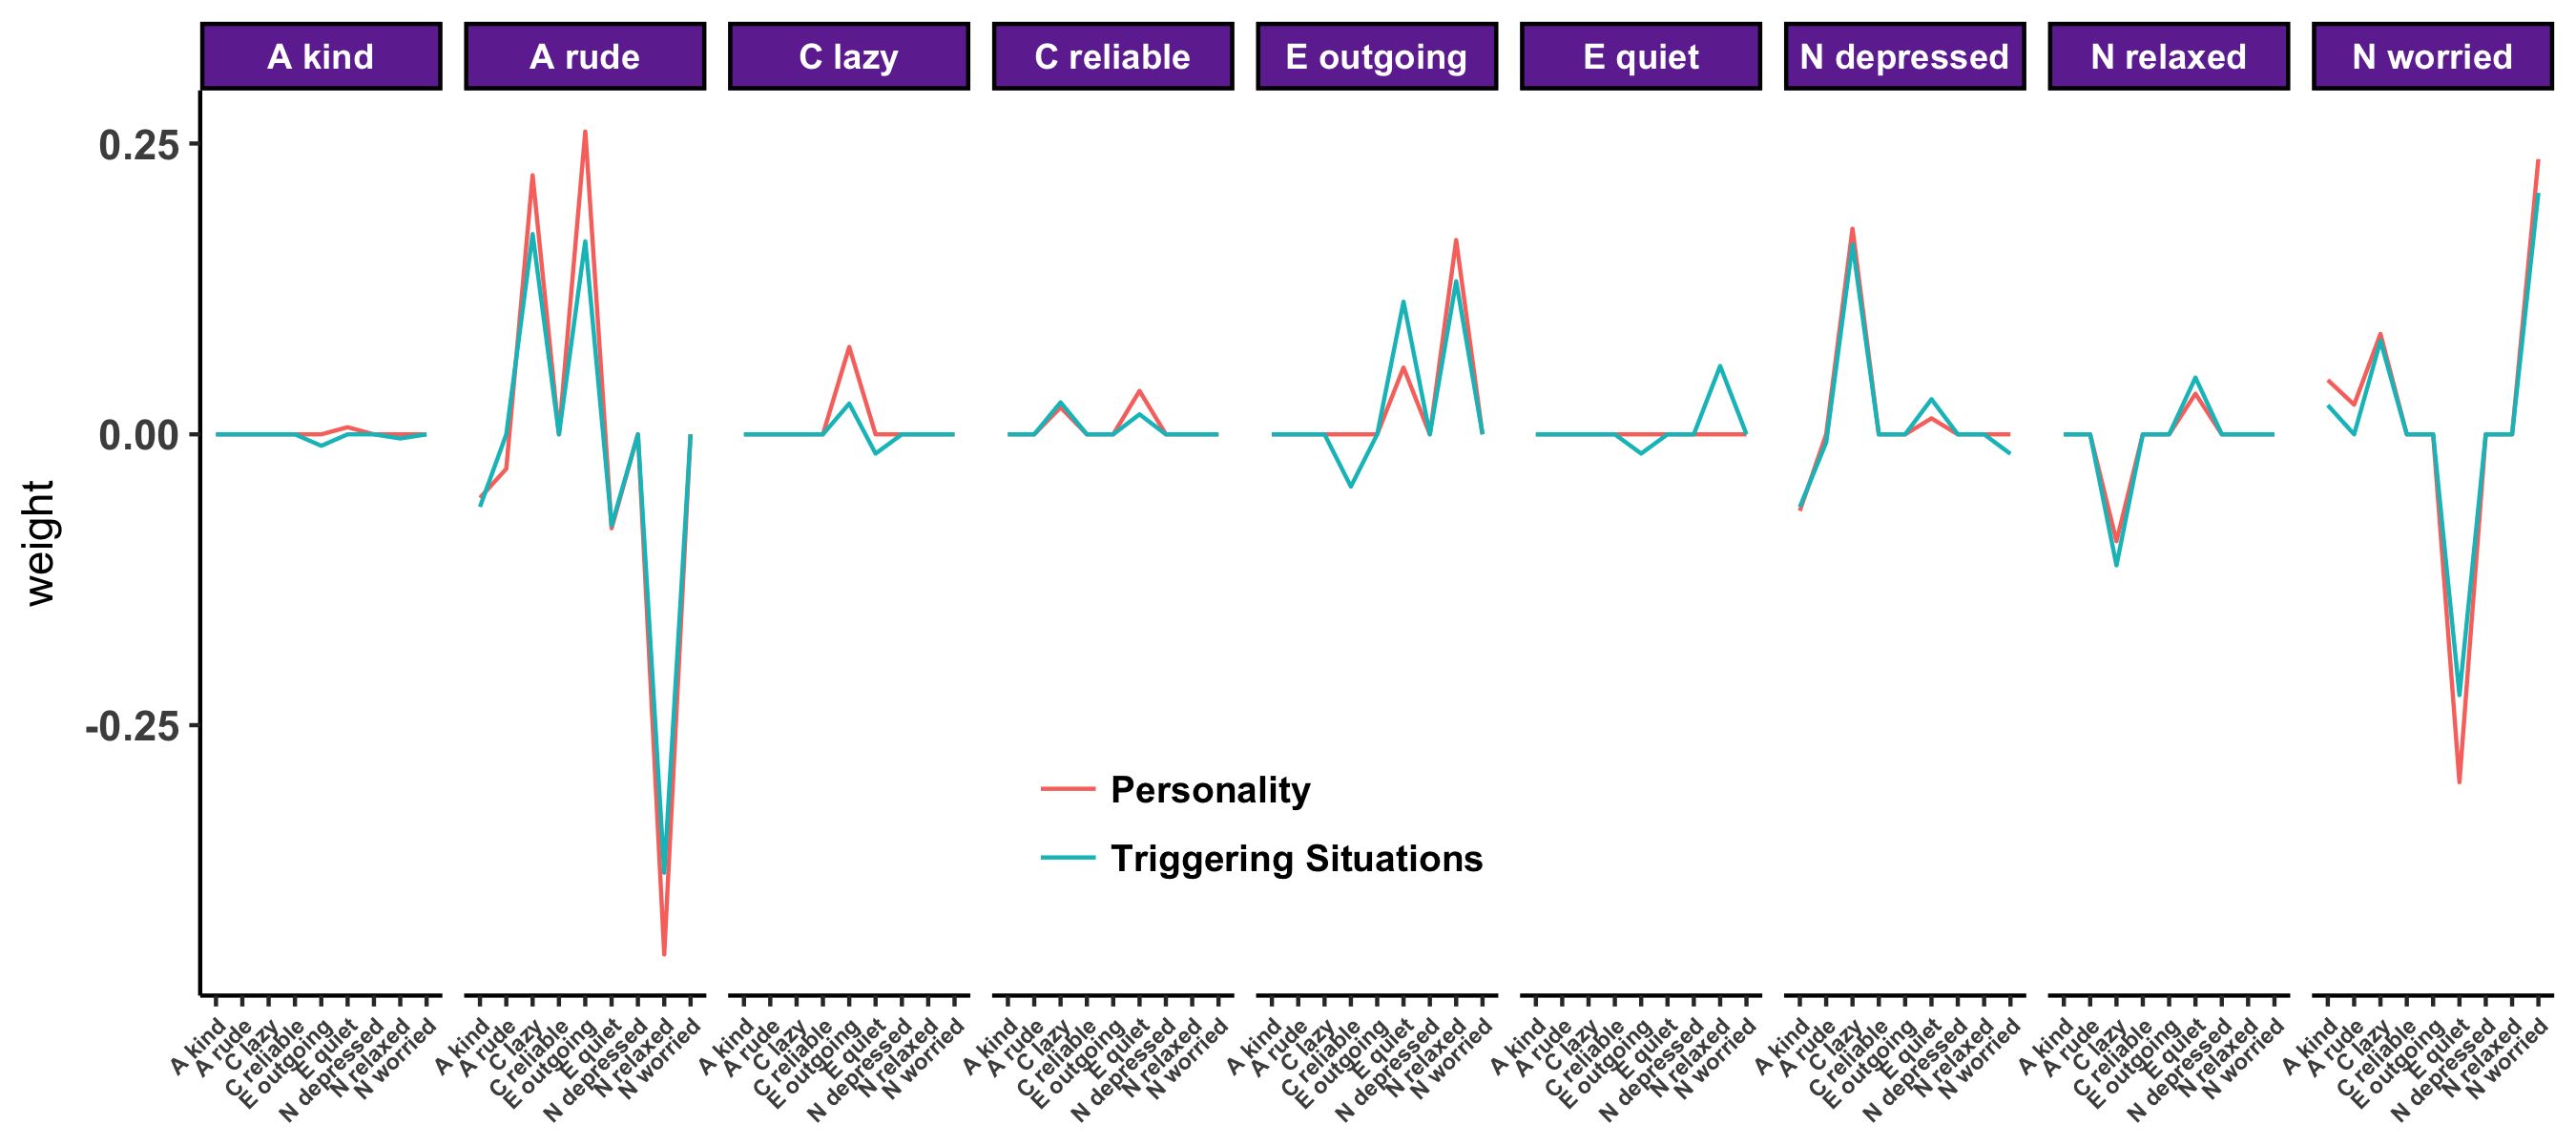 A kind
A rude
C lazy
C reliable
E outgoing
E quiet
N depressed
N relaxed
N worried
0.25
0.00
-0.25
weight
Personality
Triggering Situations
A kind
A rude
C lazy
C reliable
E outgoing
E quiet
N depressed
N relaxed
N worried
A kind
A rude
C lazy
C reliable
E outgoing
E quiet
N depressed
N relaxed
N worried
A kind
A rude
C lazy
C reliable
E outgoing
E quiet
N depressed
N relaxed
N worried
A kind
A rude
C lazy
C reliable
E outgoing
E quiet
N depressed
N relaxed
N worried
A kind
A rude
C lazy
C reliable
E outgoing
E quiet
N depressed
N relaxed
N worried
A kind
A rude
C lazy
C reliable
E outgoing
E quiet
N depressed
N relaxed
N worried
A kind
A rude
C lazy
C reliable
E outgoing
E quiet
N depressed
N relaxed
N worried
A kind
A rude
C lazy
C reliable
E outgoing
E quiet
N depressed
N relaxed
N worried
A kind
A rude
C lazy
C reliable
E outgoing
E quiet
N depressed
N relaxed
N worried